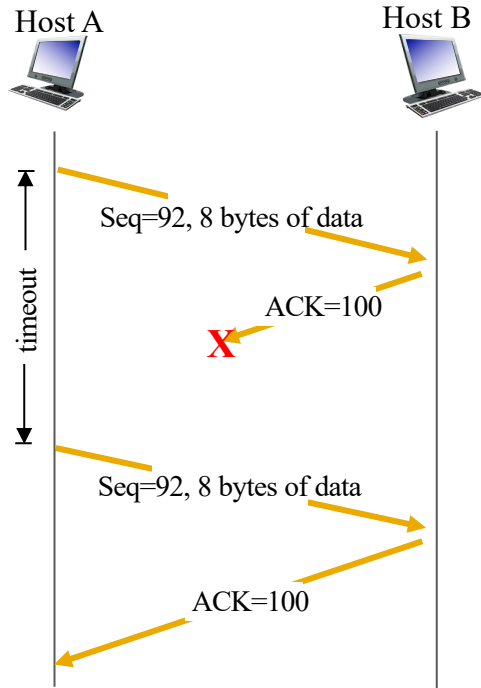 Host A
Host B
Seq=92, 8 bytes of data
ACK=100
X
timeout
Seq=92, 8 bytes of data
ACK=100